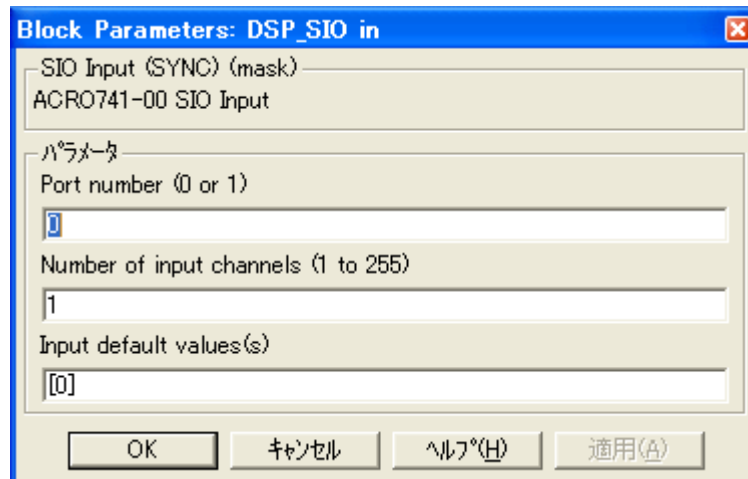 Block Parameters: DSP_SIO in
SIO Input (SYNC) (mask)
ACRO741-00 SIO Input
パラメータ
Port number (0 or 1)
0
Number of input channels (1 to 255)
1
Input default values(s)
[0]
OK キャンセル ヘルプ(H) 適用(A)